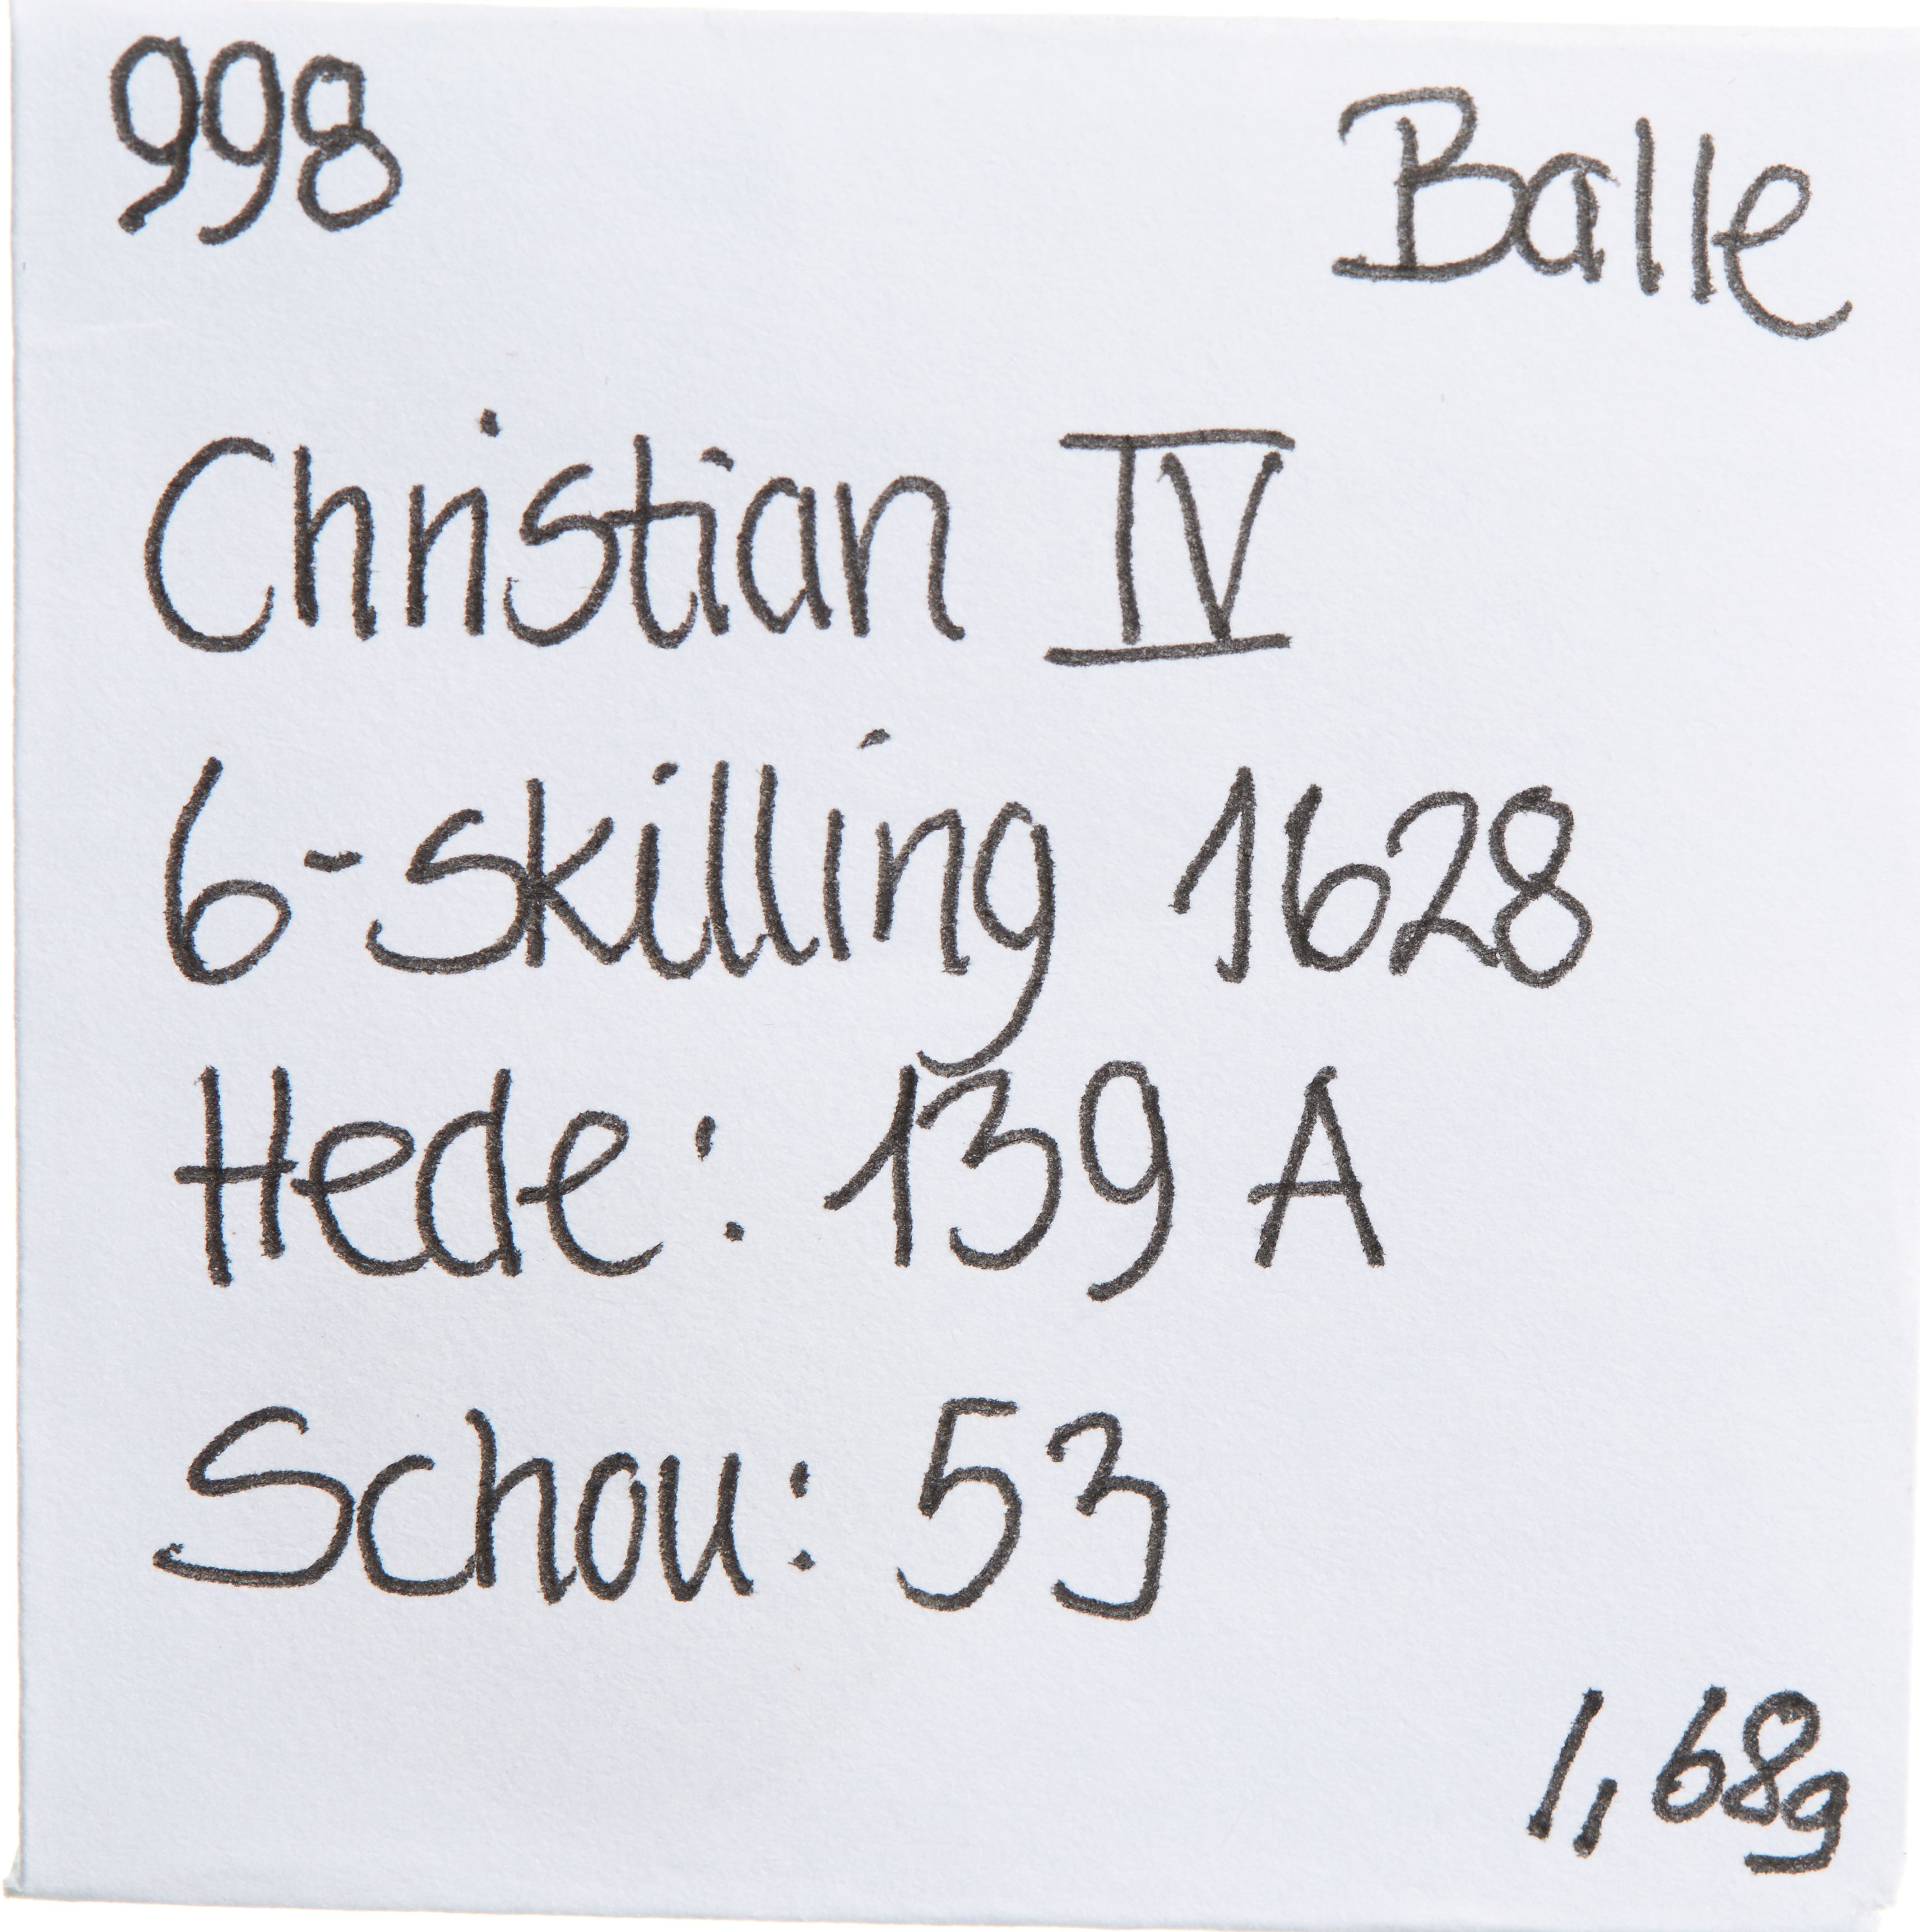 998
Balle
Christian IV
6-skilling 1628
Hede: 139 A
Schou: 53
1,68g